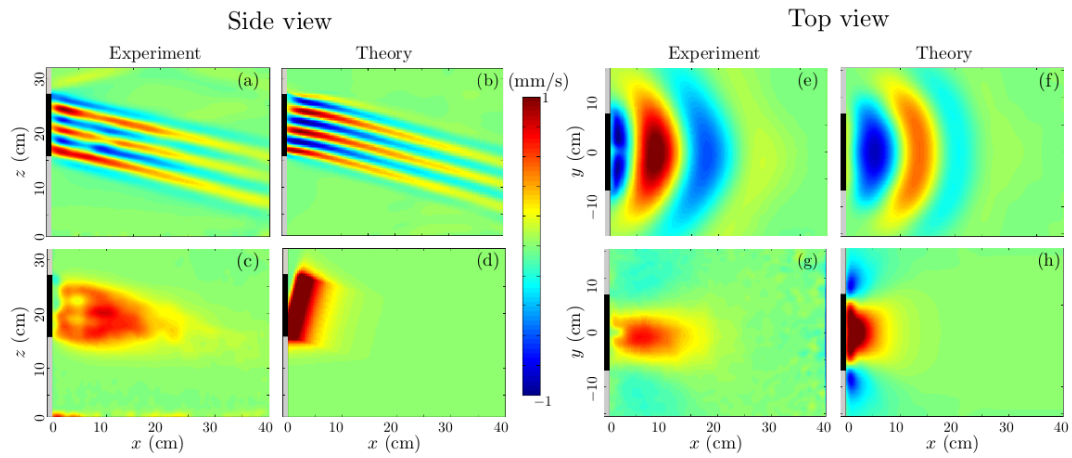 Side view
Top view
Experiment
Theory
Experiment
Theory
(a)
(b)
(mm/s)
(e)
(f)
30
20
10
0
z (cm)
1
−1
10
0
−10
y (cm)
(c)
(d)
(g)
(h)
30
20
10
0
z (cm)
10
0
−10
y (cm)
0 10 20 30 40
x (cm)
0 10 20 30 40
x (cm)
0 10 20 30 40
x (cm)
0 10 20 30 40
x (cm)